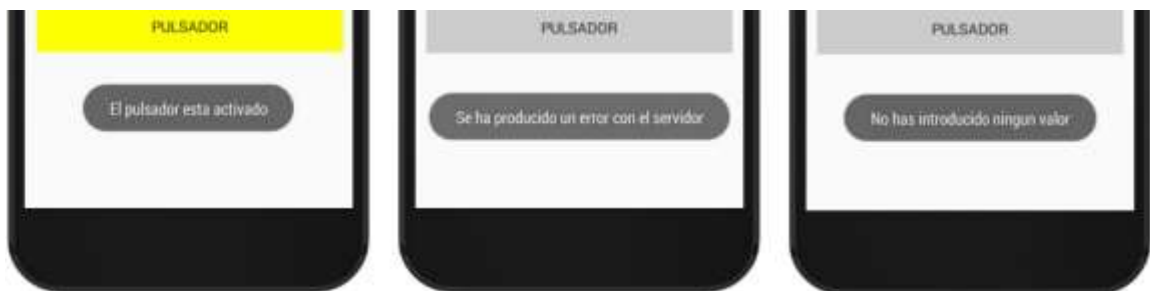 PULSADOR
El pulsador esta activado
PULSADOR
Se ha producido un error con el servidor
PULSADOR
No has introducido ningun valor